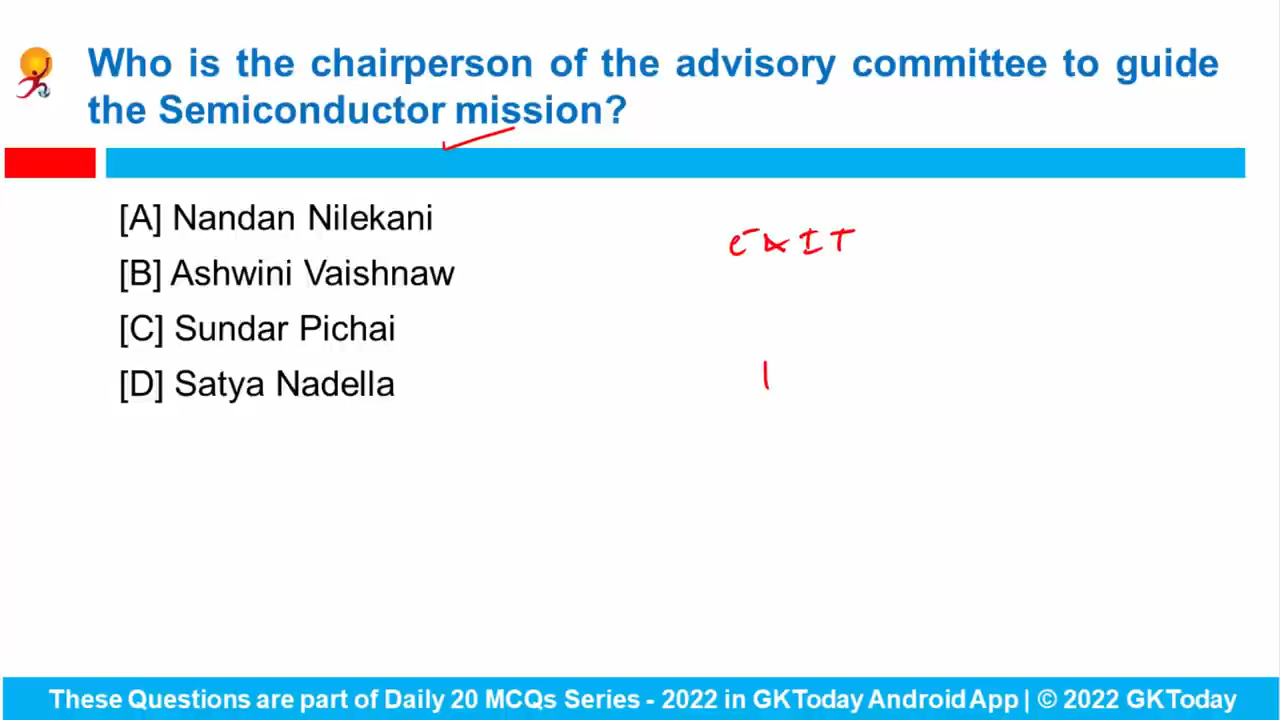 Who is the chairperson of the advisory committee to guide
the Semiconductor mission?
[A] Nandan Nilekani
[B] Ashwini Vaishnaw
[C] Sundar Pichai
[D] Satya Nadella
These Questions are part of Daily 20 MCQs Series - 2022 in GKToday Android App | © 2022 GKToday